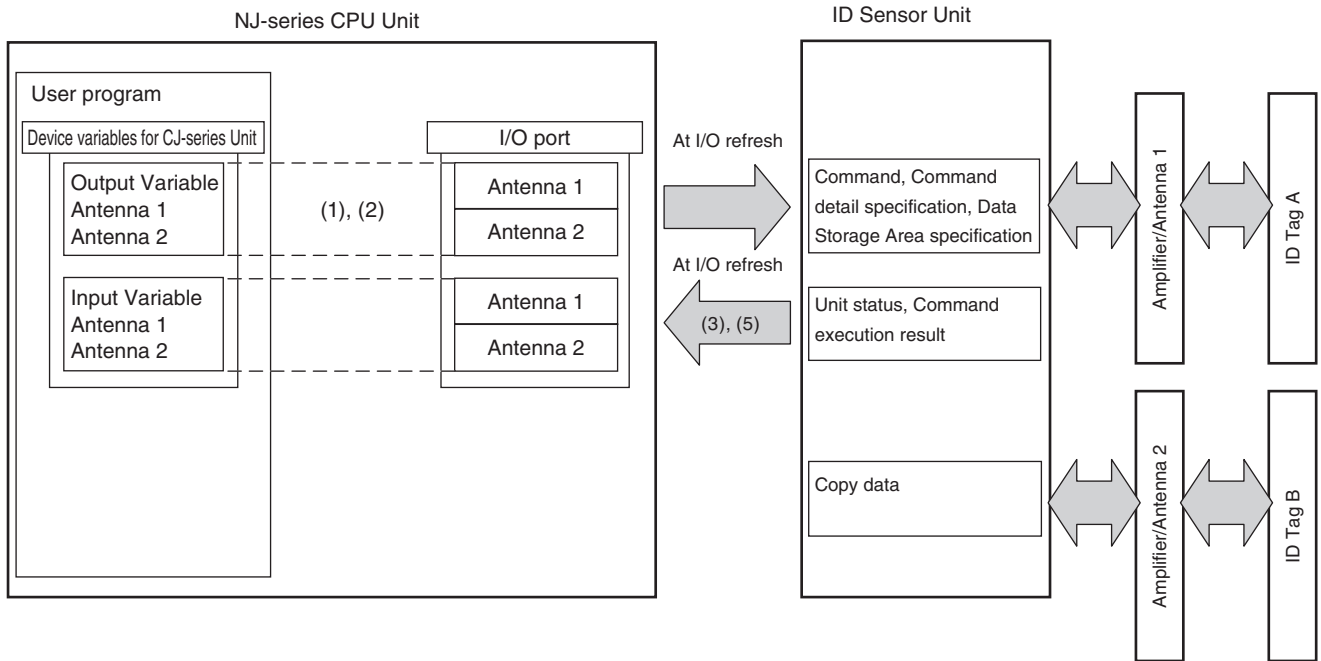 NJ-series CPU Unit
ID Sensor Unit
User program
Device variables for CJ-series Unit
Output Variable
Antenna 1
Antenna 2
(1), (2)
Input Variable
Antenna 1
Antenna 2
I/O port
Antenna 1
Antenna 2
Antenna 1
Antenna 2
At I/O refresh
At I/O refresh
(3), (5)
Command, Command
detail specification, Data
Storage Area specification
Unit status, Command
execution result
Copy data
Amplifier/Antenna 1
ID Tag A
Amplifier/Antenna 2
ID Tag B